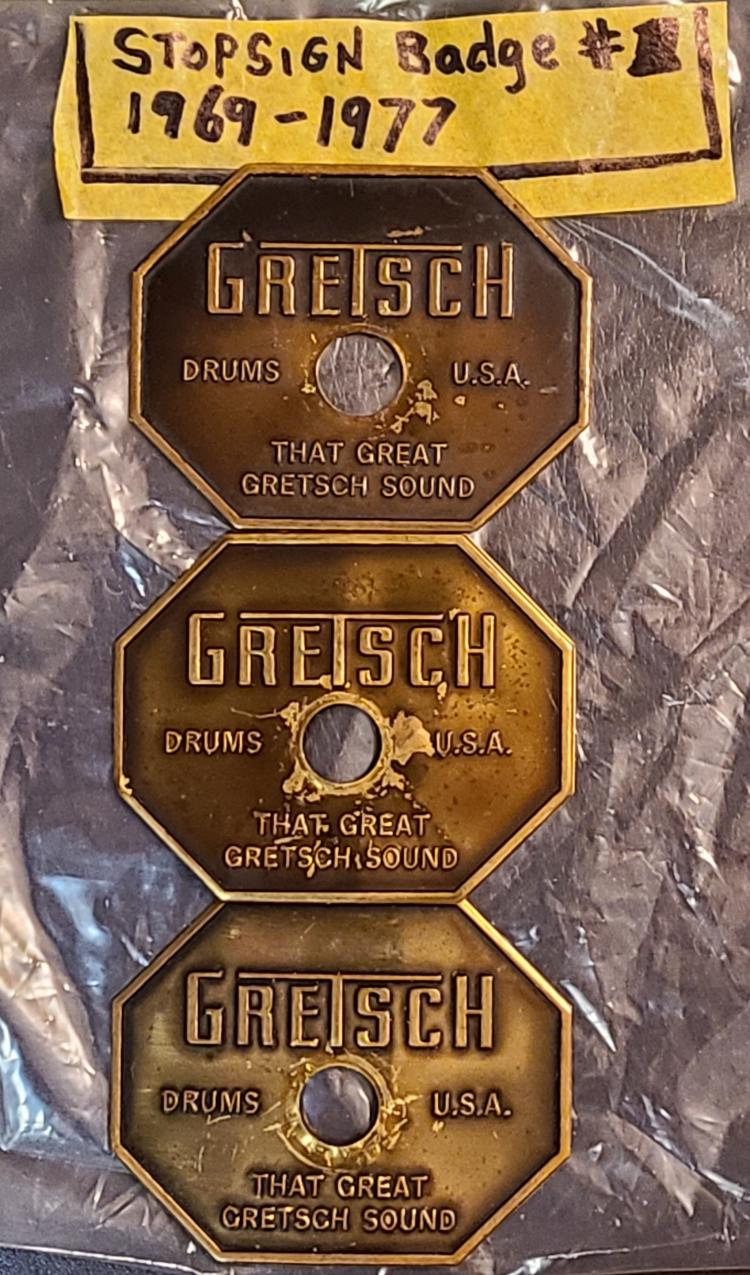 STOPSIGN Badge #
1969-1977
GRETSCH
DRUMS U.S.A.
THAT GREAT
GRETSCH SOUND
GRETSCH
DRUMS U.S.A.
THAT GREAT
GRETSCH SOUND
GRETSCH
DRUMS U.S.A.
THAT GREAT
GRETSCH SOUND